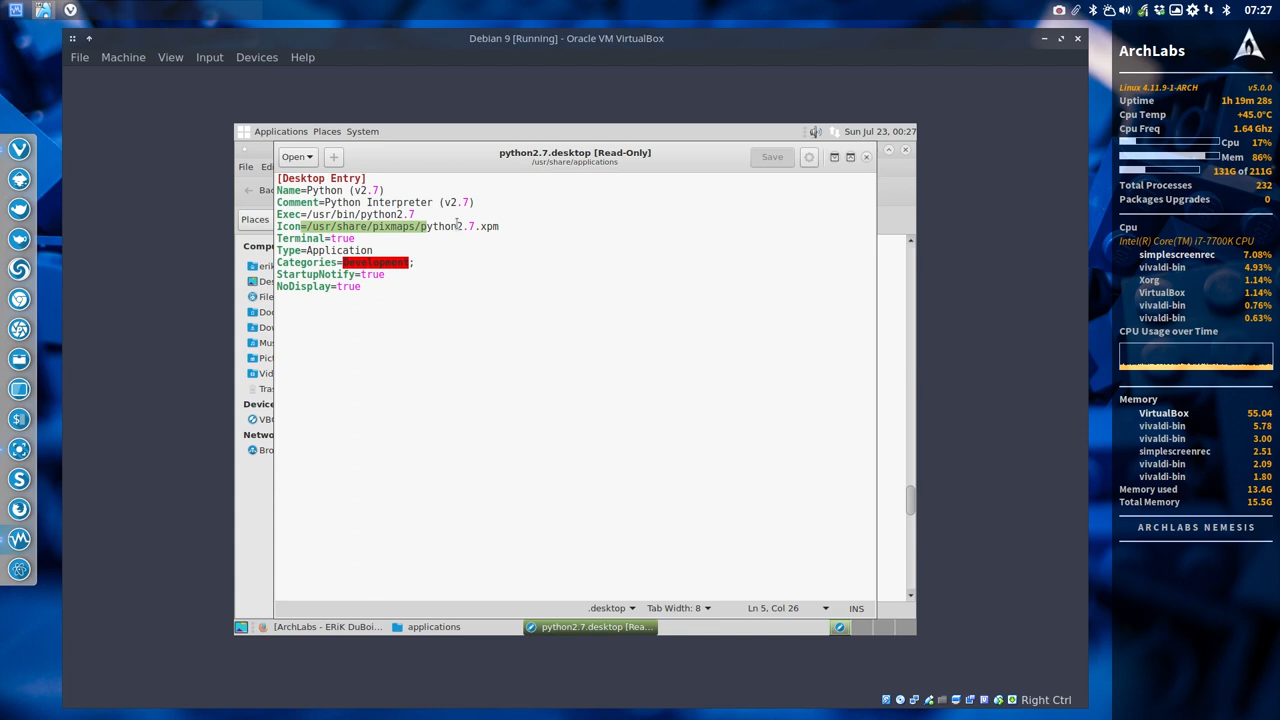 07:27
Debian 9 [Running] - Oracle VM VirtualBox
File Machine View Input Devices Help
Applications Places System
Sun Jul 23, 00:27
Open
python2.7.desktop [Read-Only]
/usr/share/applications
Save
File
Places
[Desktop Entry]
Name=Python (v2.7)
Comment=Python Interpreter (v2.7)
Exec=/usr/bin/python2.7
Icon=/usr/share/pixmaps/python2.7.xpm
Terminal=true
Type=Application
Categories=Development;
StartupNotify=true
NoDisplay=true
.desktop
Tab Width: 8
Ln 5, Col 26
INS
[ArchLabs - ERiK DuBoi...
applications
python2.7.desktop [Rea...
Right Ctrl
ArchLabs
Linux 4.11.9-1-ARCH v5.0.0
Uptime 1h 19m 28s
Cpu Temp +45.0°C
Cpu Freq 1.64 Ghz
Cpu 17%
Mem 86%
131G of 211G
Total Processes 232
Packages Upgrades 0
Cpu
Intel(R) Core(TM) i7-7700K CPU
simplescreenrec 7.08%
vivaldi-bin 4.93%
Xorg 1.14%
VirtualBox 1.14%
vivaldi-bin 0.76%
vivaldi-bin 0.63%
CPU Usage over Time
Memory
VirtualBox 55.04
vivaldi-bin 5.78
vivaldi-bin 3.00
simplescreenrec 2.51
vivaldi-bin 2.09
vivaldi-bin 1.80
Memory used 13.4G
Total Memory 15.5G
ARCHLABS NEMESIS